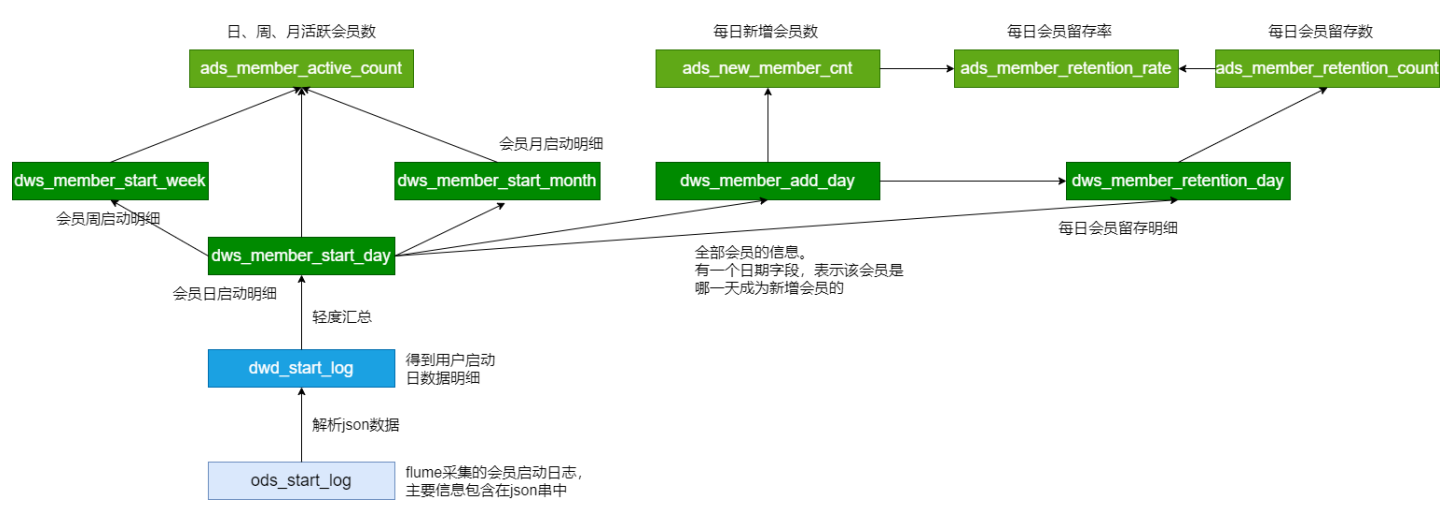 日、周、月活跃会员数
每日新增会员数
每日会员留存率
每日会员留存数
ads_member_active_count
ads_new_member_cnt
ads_member_retention_rate
ads_member_retention_count
会员月启动明细
dws_member_start_week
dws_member_start_month
dws_member_add_day
dws_member_retention_day
会员周启动明细
每日会员留存明细
dws_member_start_day
全部会员的信息。
有一个日期字段，表示该会员是
哪一天成为新增会员的
会员日启动明细
轻度汇总
dwd_start_log
得到用户启动
日数据明细
解析json数据
ods_start_log
flume采集的会员启动日志，
主要信息包含在json串中